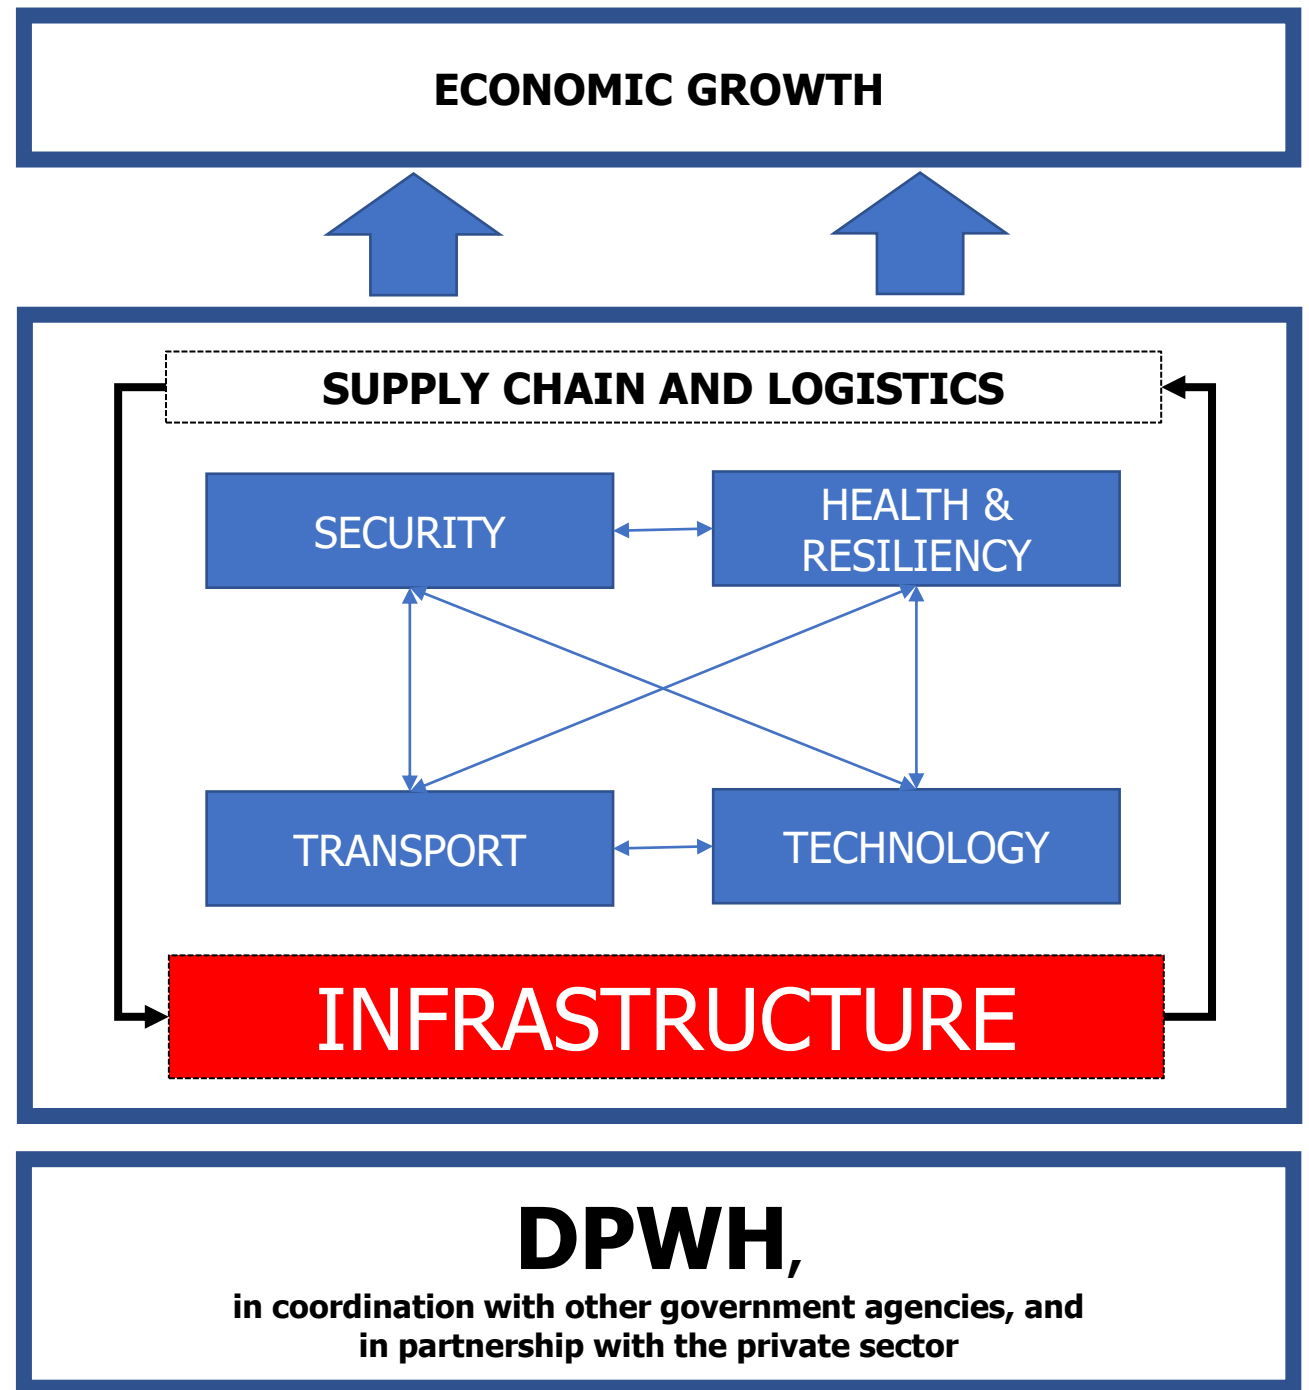 ECONOMIC GROWTH
SUPPLY CHAIN AND LOGISTICS
SECURITY
HEALTH &
RESILIENCY
TRANSPORT
TECHNOLOGY
INFRASTRUCTURE
DPWH,
in coordination with other government agencies, and
in partnership with the private sector